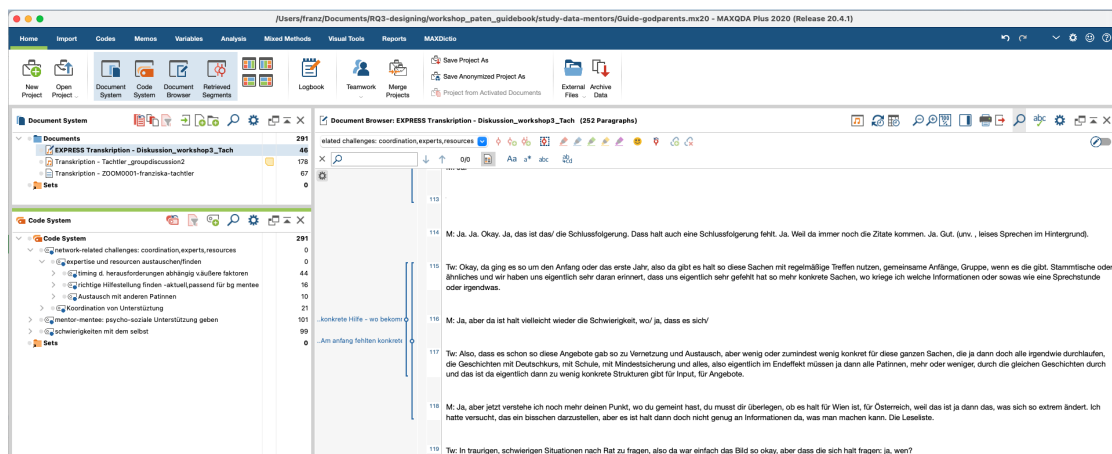 /Users/franz/Documents/RQ3-designing/workshop_paten_guidebook/study-data-mentors/Guide-godparents.mx20 - MAXQDA Plus 2020 (Release 20.4.1)
Home Import Codes Memos Variables Analysis Mixed Methods Visual Tools Reports MAXDictio
New Project
Open Project ...
Document System
Code System
Document Browser
Retrieved Segments
Logbook
Teamwork ...
Merge Projects
Save Project As
Save Anonymized Project As
Project from Activated Documents
External Files ...
Archive Data
Document System
Documents 291
EXPRESS Transkription - Diskussion_workshop3_Tach 46
Transkription - Tachtler _groupdiscussion2 178
Transkription - ZOOM0001-franziska-tachtler 67
Sets 0
Code System
Code System 291
network-related challenges: coordination,experts,resources 0
expertise und resourcen austauschen/finden 0
timing d. herausforderungen abhängig v.äußere faktoren 44
richtige Hilfestellung finden -aktuell,passend für bg mentee 16
Austausch mit anderen Patinnen 10
Koordination von Unterstüztung 21
mentor-mentee: psycho-soziale Unterstützung geben 101
schwierigkeiten mit dem selbst 99
Sets 0
Document Browser: EXPRESS Transkription - Diskussion_workshop3_Tach (252 Paragraphs)
elated challenges: coordination,experts,resources
0/0 Aa a* abc
113
114 M: Ja. Ja. Okay. Ja, das ist das/ die Schlussfolgerung. Dass halt auch eine Schlussfolgerung fehlt. Ja. Weil da immer noch die Zitate kommen. Ja. Gut. (unv. , leises Sprechen im Hintergrund).
115 Tw: Okay, da ging es so um den Anfang oder das erste Jahr, also da gibt es halt so diese Sachen mit regelmäßige Treffen nutzen, gemeinsame Anfänge, Gruppe, wenn es die gibt. Stammtische oder
ähnliches und wir haben uns eigentlich sehr daran erinnert, dass uns eigentlich sehr gefehlt hat so mehr konkrete Sachen, wo kriege ich welche Informationen oder sowas wie eine Sprechstunde
oder irgendwas.
..konkrete Hilfe - wo bekomm
116 M: Ja, aber da ist halt vielleicht wieder die Schwierigkeit, wo/ ja, dass es sich/
..Am anfang fehlten konkrete
117 Tw: Also, dass es schon so diese Angebote gab so zu Vernetzung und Austausch, aber wenig oder zumindest wenig konkret für diese ganzen Sachen, die ja dann doch alle irgendwie durchlaufen,
die Geschichten mit Deutschkurs, mit Schule, mit Mindestsicherung und alles, also eigentlich im Endeffekt müssen ja dann alle Patinnen, mehr oder weniger, durch die gleichen Geschichten durch
und das ist da eigentlich dann zu wenig konkrete Strukturen gibt für Input, für Angebote.
118 M: Ja, aber jetzt verstehe ich noch mehr deinen Punkt, wo du gemeint hast, du musst dir überlegen, ob es halt für Wien ist, für Österreich, weil das ist ja dann das, was sich so extrem ändert. Ich
hatte versucht, das ein bisschen darzustellen, aber es ist halt dann doch nicht genug an Informationen da, was man machen kann. Die Leseliste.
119 Tw: In traurigen, schwierigen Situationen nach Rat zu fragen, also da war einfach das Bild so okay, aber dass die sich halt fragen: ja, wen?